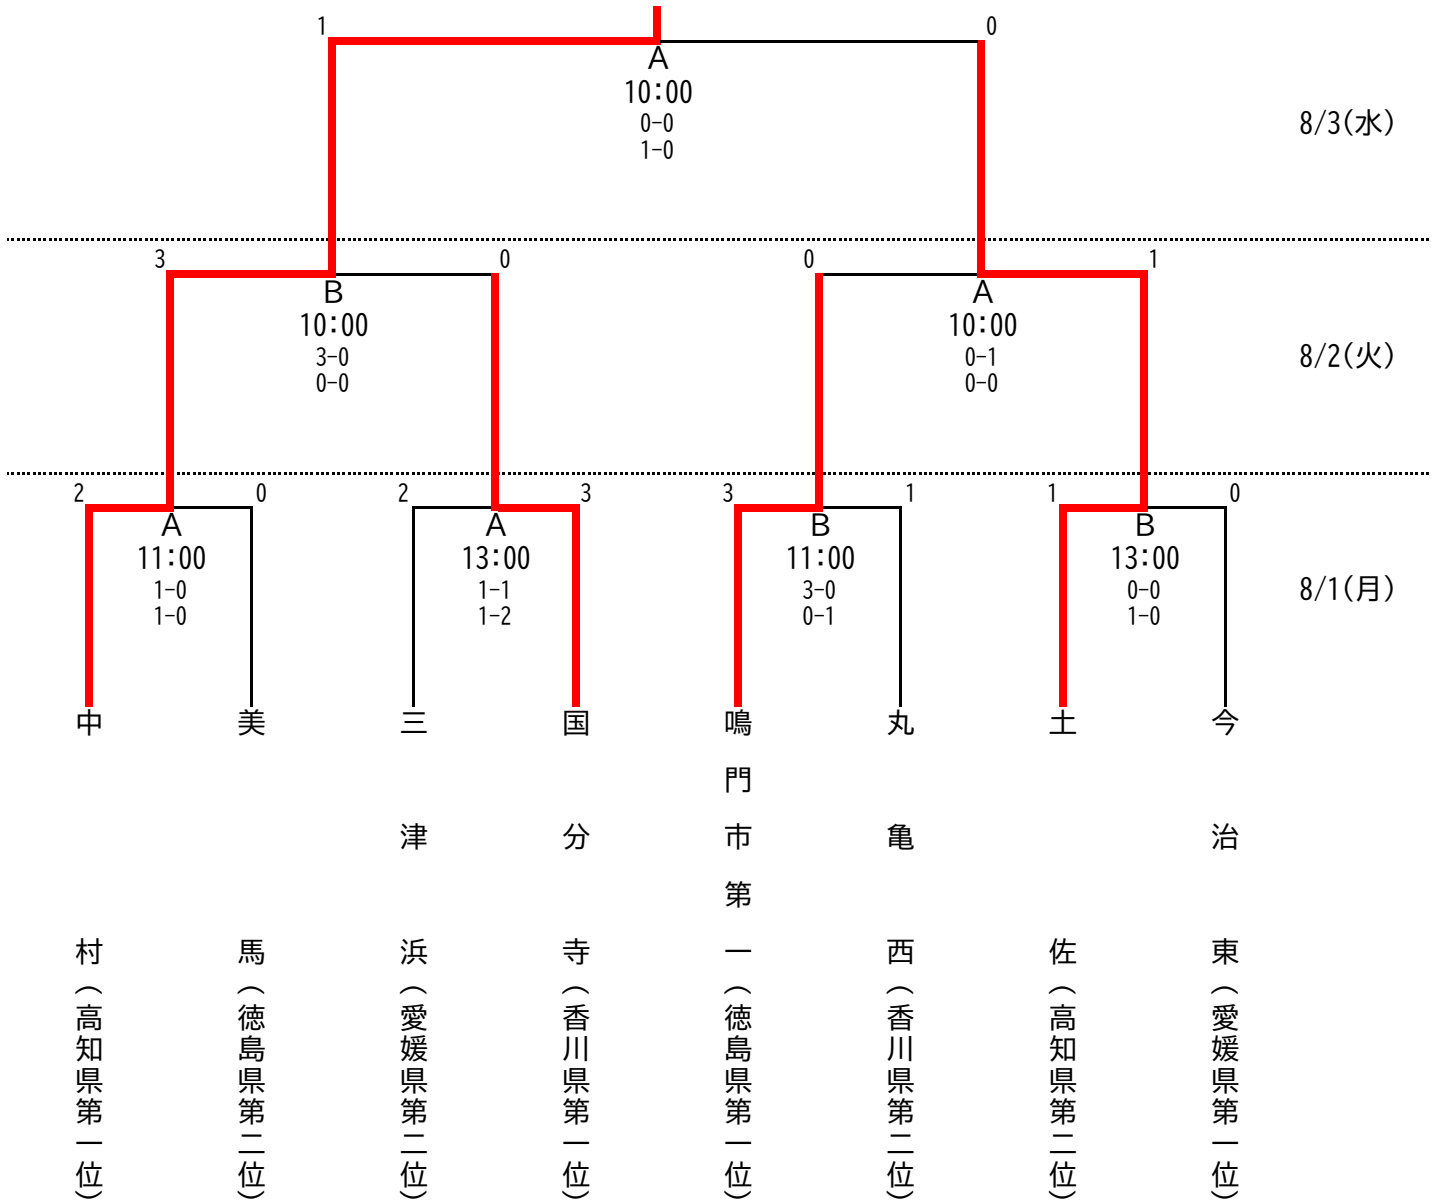 1 0
A
10:00
0-0
1-0
8/3(水)
3 0 0 1
B A
10:00 10:00
3-0 0-1
0-0 0-0
8/2(火)
2 0 2 3 3 1 1 0
A A B B
11:00 13:00 11:00 13:00
1-0 1-1 3-0 0-0
1-0 1-2 0-1 1-0
8/1(月)
中村(高知県第一位)
美馬(徳島県第二位)
三津浜(愛媛県第二位)
国分寺(香川県第一位)
鳴門市第一(徳島県第一位)
丸亀西(香川県第二位)
土佐(高知県第二位)
今治東(愛媛県第一位)